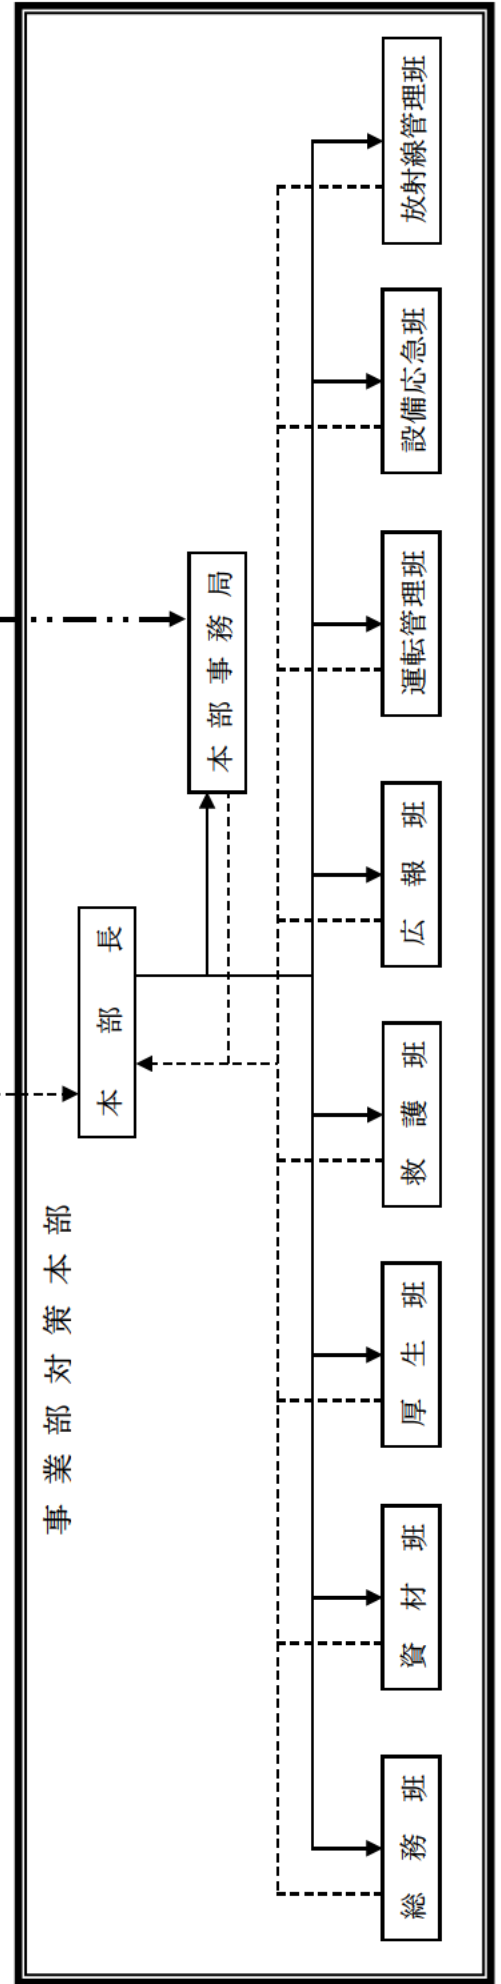 事業部対策本部
本部長
本部事務局
総務班
資材班
厚生班
救護班
広報班
運転管理班
設備応急班
放射線管理班